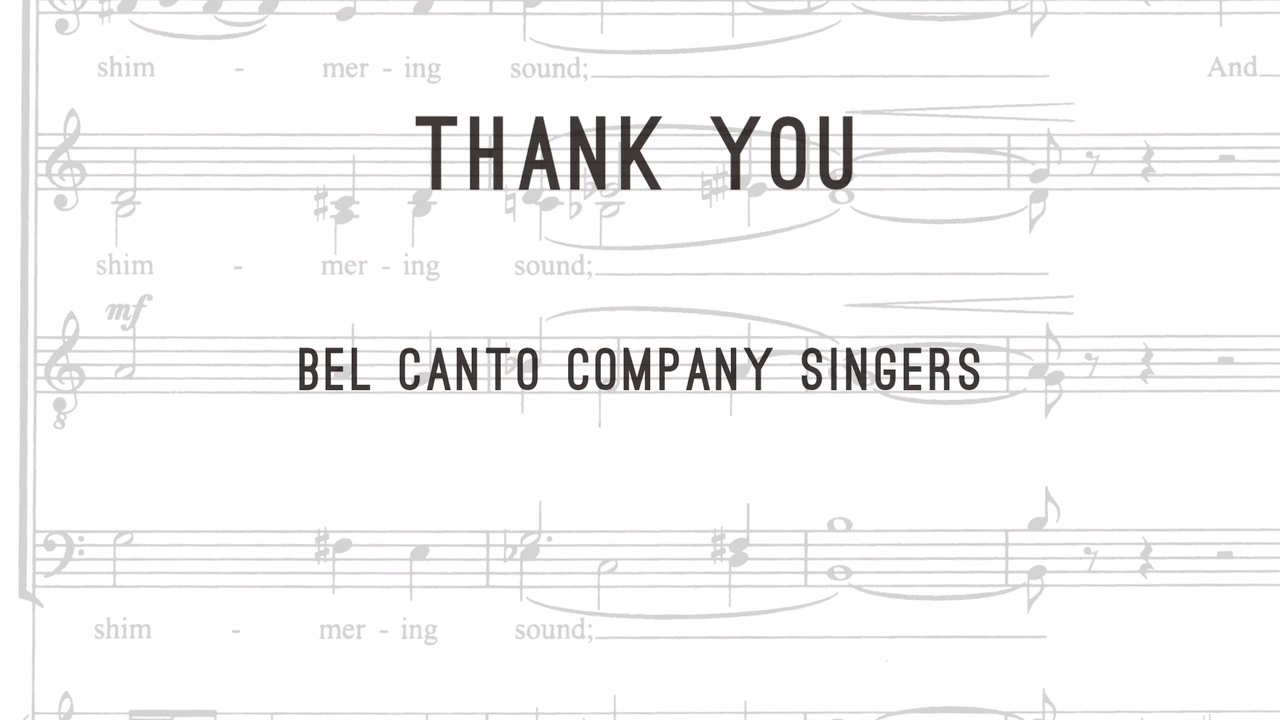 shim - mer - ing sound; And
THANK YOU
shim - mer - ing sound;
mf
BEL CANTO COMPANY SINGERS
8
shim - mer - ing sound;